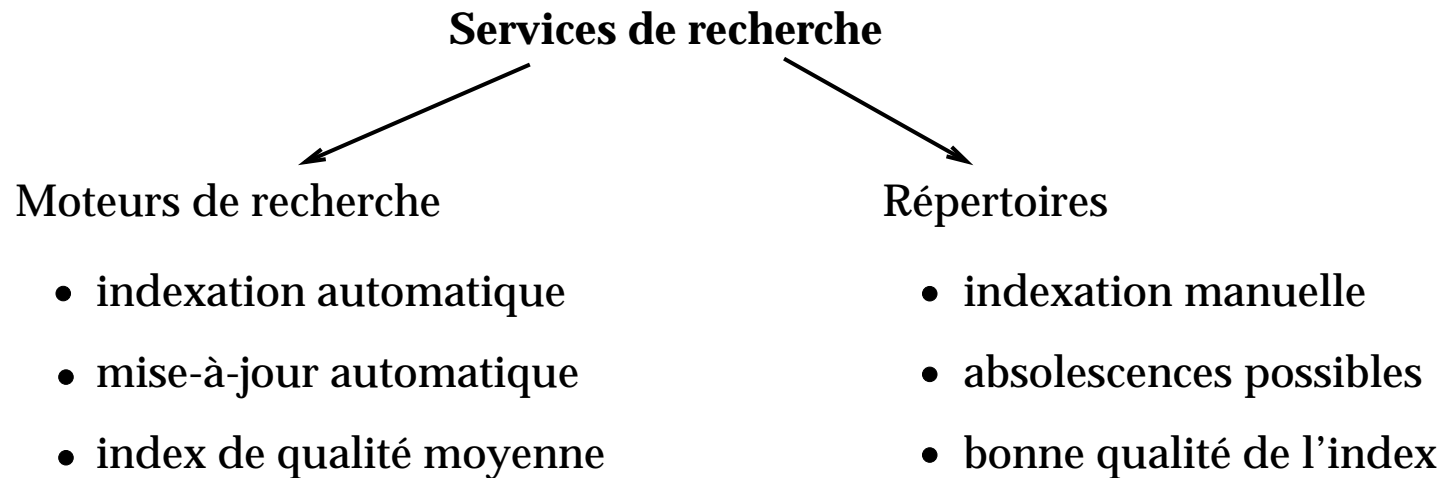 Services de recherche
Moteurs de recherche
• indexation automatique
• mise-à-jour automatique
• index de qualité moyenne
Répertoires
• indexation manuelle
• absolescences possibles
• bonne qualité de l'index